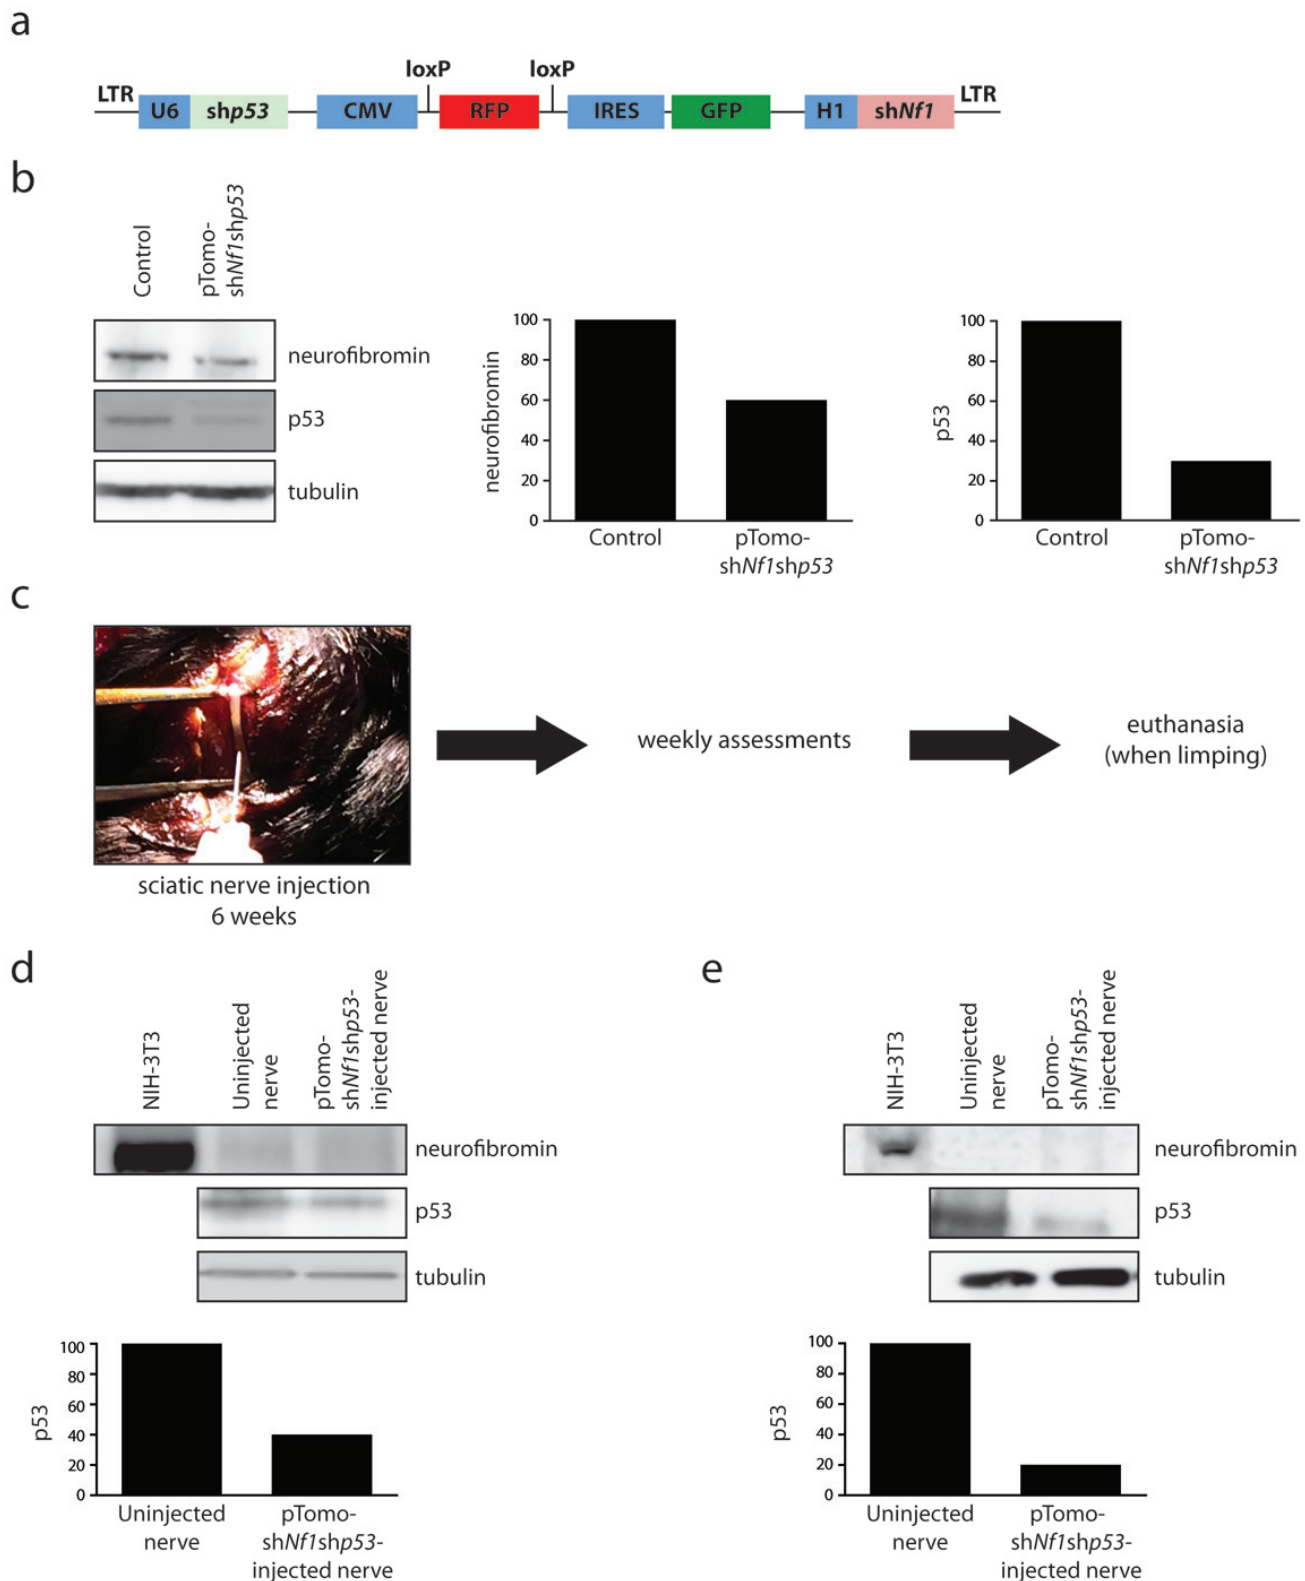 a
loxP loxP
LTR U6 shp53 CMV RFP IRES GFP H1 shNf1 LTR
b
Control
pTomo-
shNf1shp53
neurofibromin
p53
tubulin
neurofibromin
100
80
60
40
20
0
Control
pTomo-
shNf1shp53
p53
100
80
60
40
20
0
Control
pTomo-
shNf1shp53
c
sciatic nerve injection
6 weeks
weekly assessments
euthanasia
(when limping)
d
NIH-3T3
Uninjected
nerve
pTomo-
shNf1shp53-
injected nerve
neurofibromin
p53
tubulin
p53
100
80
60
40
20
0
Uninjected
nerve
pTomo-
shNf1shp53-
injected nerve
e
NIH-3T3
Uninjected
nerve
pTomo-
shNf1shp53-
injected nerve
neurofibromin
p53
tubulin
p53
100
80
60
40
20
0
Uninjected
nerve
pTomo-
shNf1shp53-
injected nerve